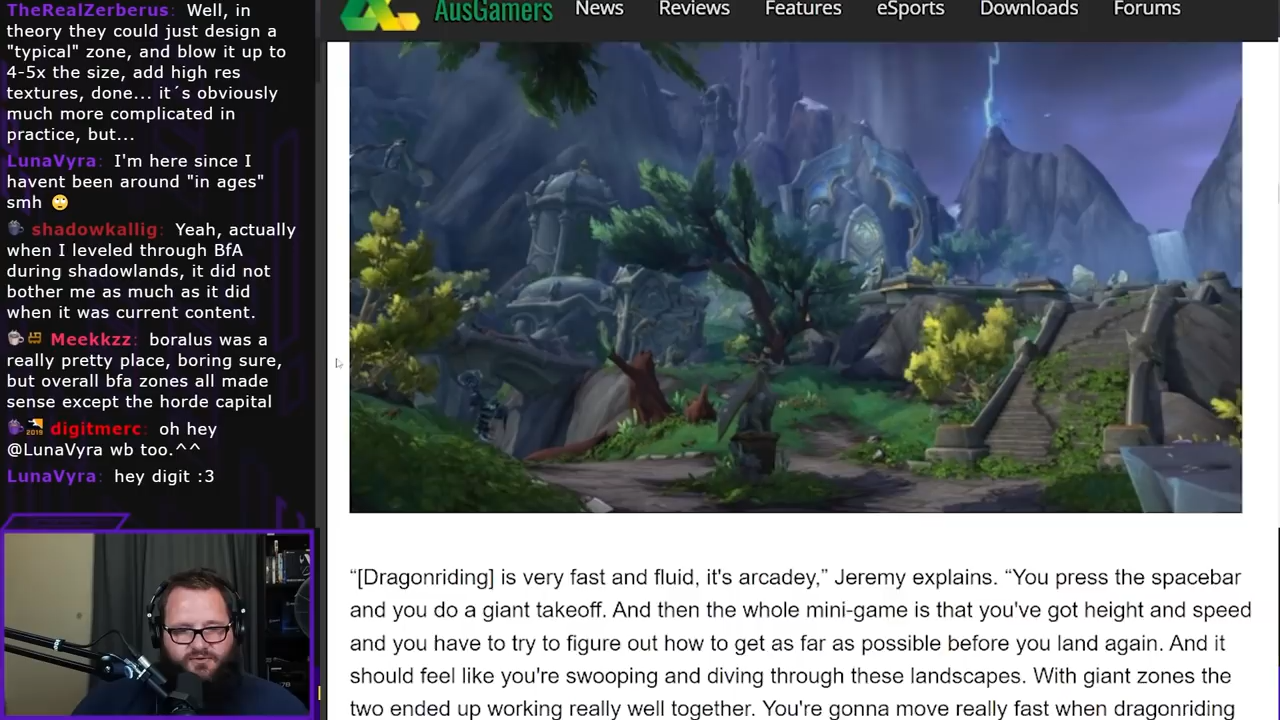 TheRealZerberus: Well, in
theory they could just design a
"typical" zone, and blow it up to
4-5x the size, add high res
textures, done... it´s obviously
much more complicated in
practice, but...
LunaVyra: I'm here since I
havent been around "in ages"
smh
shadowkallig: Yeah, actually
when I leveled through BfA
during shadowlands, it did not
bother me as much as it did
when it was current content.
Meekkzz: boralus was a
really pretty place, boring sure,
but overall bfa zones all made
sense except the horde capital
digitmerc: oh hey
@LunaVyra wb too.^^
LunaVyra: hey digit :3
AusGamers
News Reviews Features eSports Downloads Forums
“[Dragonriding] is very fast and fluid, it's arcadey,” Jeremy explains. “You press the spacebar
and you do a giant takeoff. And then the whole mini-game is that you've got height and speed
and you have to try to figure out how to get as far as possible before you land again. And it
should feel like you're swooping and diving through these landscapes. With giant zones the
two ended up working really well together. You're gonna move really fast when dragonriding